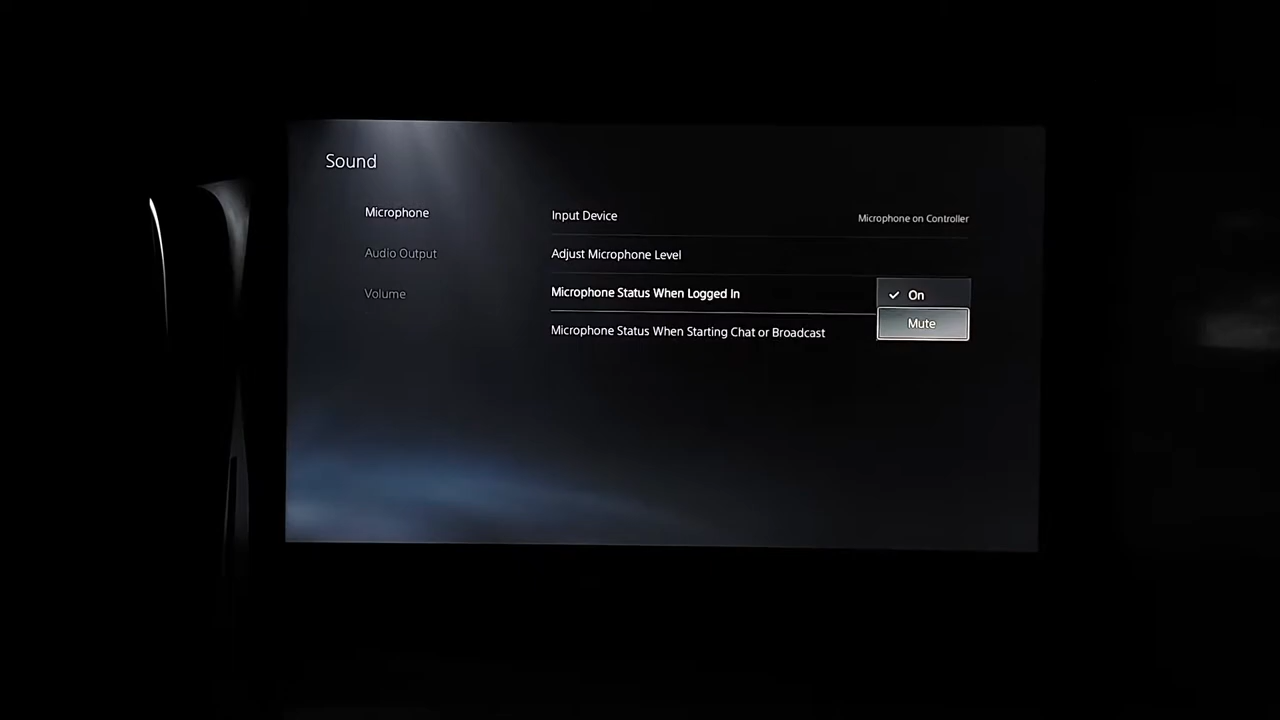 Sound
Microphone
Audio Output
Volume
Input Device
Microphone on Controller
Adjust Microphone Level
Microphone Status When Logged In
On
Mute
Microphone Status When Starting Chat or Broadcast